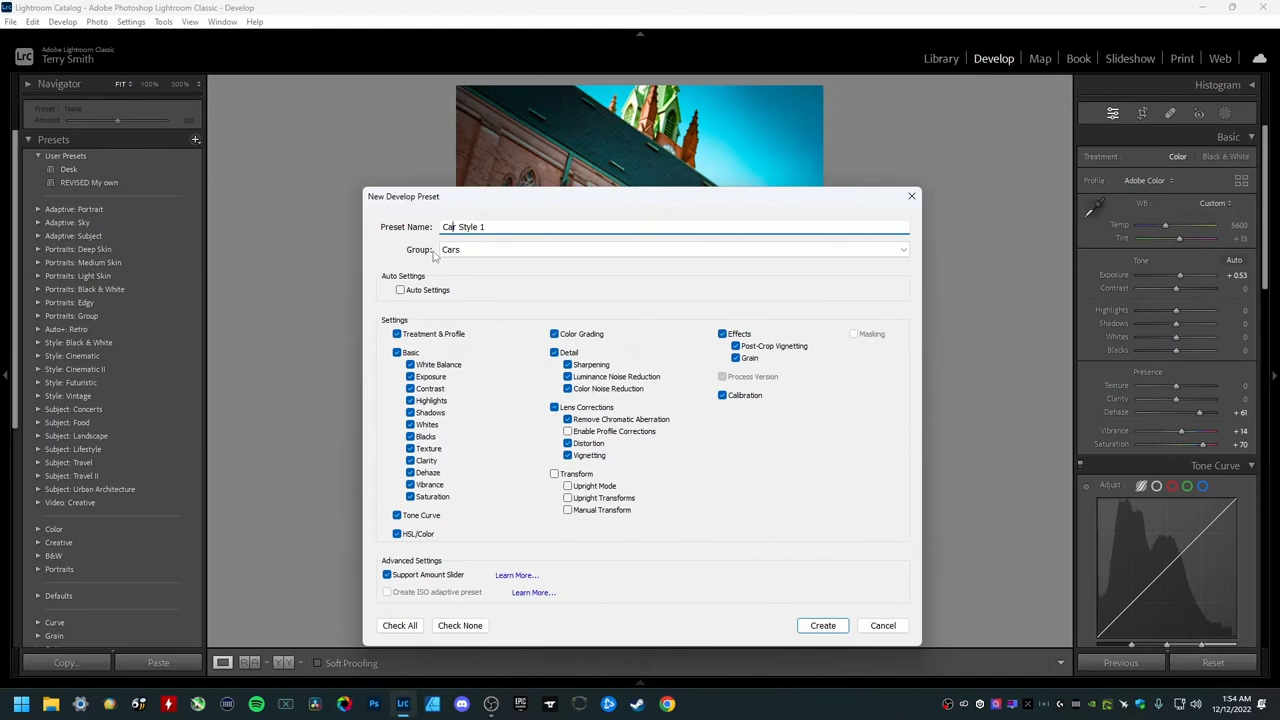 Lightroom Catalog - Adobe Photoshop Lightroom Classic - Develop
File Edit Develop Photo Settings Tools View Window Help
Lrc
Adobe Lightroom Classic
Terry Smith
Library | Develop | Map | Book | Slideshow | Print | Web
Navigator FIT 100% 300%
Preset: None
Amount 100
Presets
User Presets
Desk
REVISED My own
Adaptive: Portrait
Adaptive: Sky
Adaptive: Subject
Portraits: Deep Skin
Portraits: Medium Skin
Portraits: Light Skin
Portraits: Black & White
Portraits: Edgy
Portraits: Group
Auto+: Retro
Style: Black & White
Style: Cinematic
Style: Cinematic II
Style: Futuristic
Style: Vintage
Subject: Concerts
Subject: Food
Subject: Landscape
Subject: Lifestyle
Subject: Travel
Subject: Travel II
Subject: Urban Architecture
Video: Creative
Color
Creative
B&W
Portraits
Defaults
Curve
Grain
Copy... Paste
New Develop Preset
Preset Name: Car Style 1
Group: Cars
Auto Settings
Auto Settings
Settings
Treatment & Profile
Basic
White Balance
Exposure
Contrast
Highlights
Shadows
Whites
Blacks
Texture
Clarity
Dehaze
Vibrance
Saturation
Tone Curve
HSL/Color
Color Grading
Detail
Sharpening
Luminance Noise Reduction
Color Noise Reduction
Lens Corrections
Remove Chromatic Aberration
Enable Profile Corrections
Distortion
Vignetting
Transform
Upright Mode
Upright Transforms
Manual Transform
Effects
Post-Crop Vignetting
Grain
Process Version
Calibration
Masking
Advanced Settings
Support Amount Slider Learn More...
Create ISO adaptive preset Learn More...
Check All Check None Create Cancel
Soft Proofing
Histogram
Basic
Treatment: Color | Black & White
Profile Adobe Color
WB: Custom
Temp 5600
Tint + 13
Tone Auto
Exposure + 0.53
Contrast 0
Highlights 0
Shadows 0
Whites 0
Blacks 0
Presence
Texture 0
Clarity 0
Dehaze + 61
Vibrance + 14
Saturation + 70
Tone Curve
Adjust :
Previous Reset
Lrc Ps
1:54 AM
12/12/2022